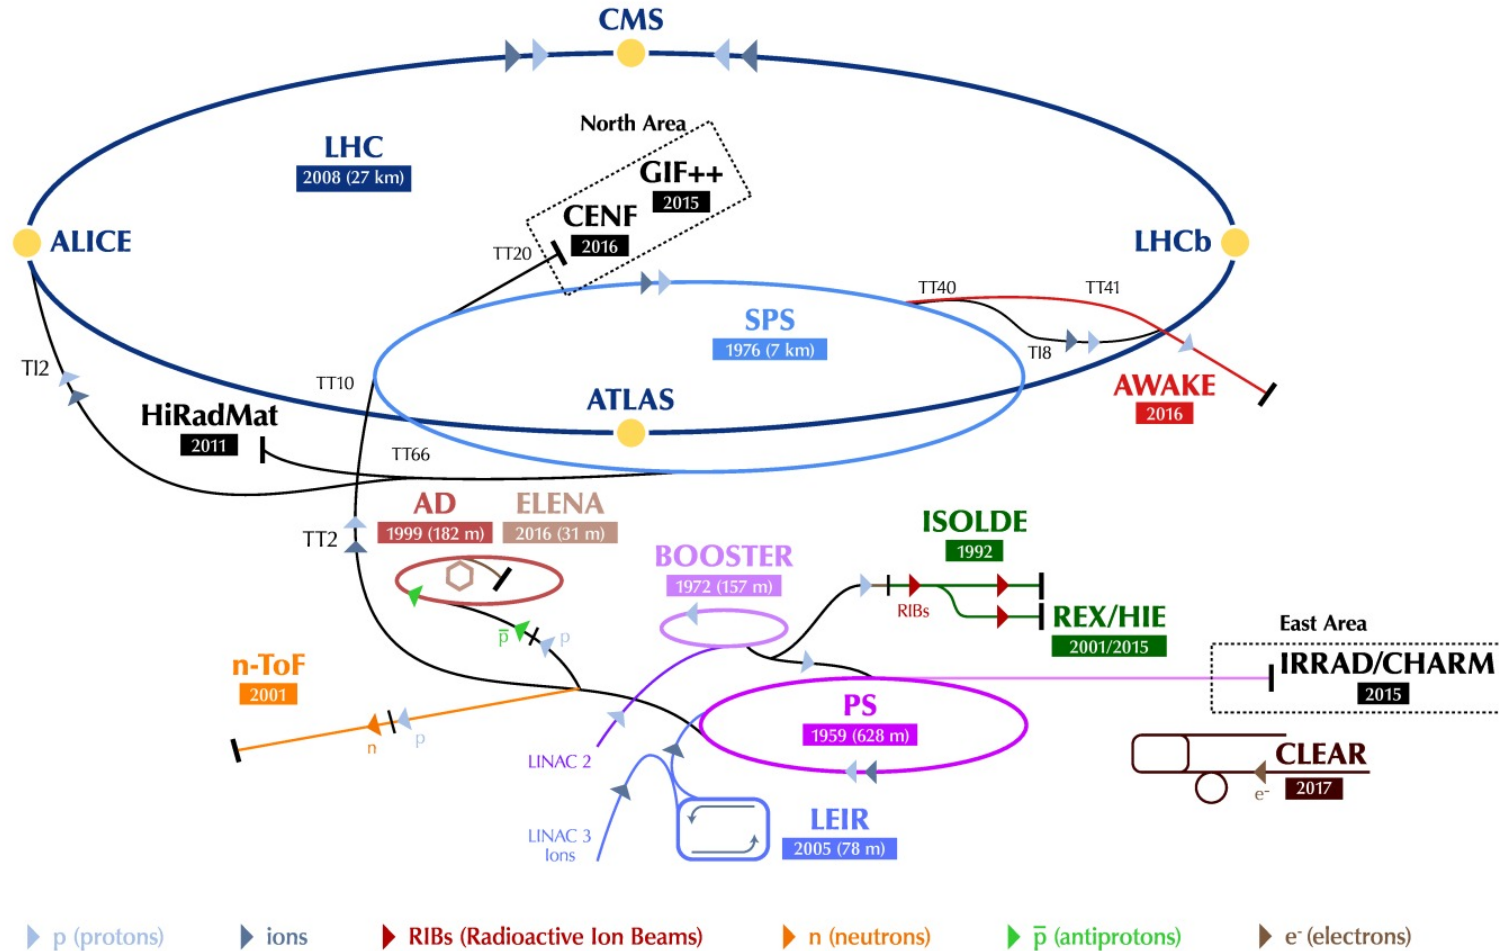 CMS
North Area
LHC
2008 (27 km)
GIF++
2015
CENF
2016
ALICE
LHCb
TT20
TT40
TT41
SPS
1976 (7 km)
TI8
TI2
TT10
AWAKE
2016
ATLAS
HiRadMat
2011
TT66
AD
1999 (182 m)
ELENA
2016 (31 m)
ISOLDE
1992
TT2
BOOSTER
1972 (157 m)
RIBs
REX/HIE
2001/2015
p̅
p
East Area
IRRAD/CHARM
2015
n-ToF
2001
n
p
PS
1959 (628 m)
LINAC 2
CLEAR
2017
e-
LEIR
2005 (78 m)
LINAC 3
Ions
p (protons)
ions
RIBs (Radioactive Ion Beams)
n (neutrons)
p̅ (antiprotons)
e- (electrons)